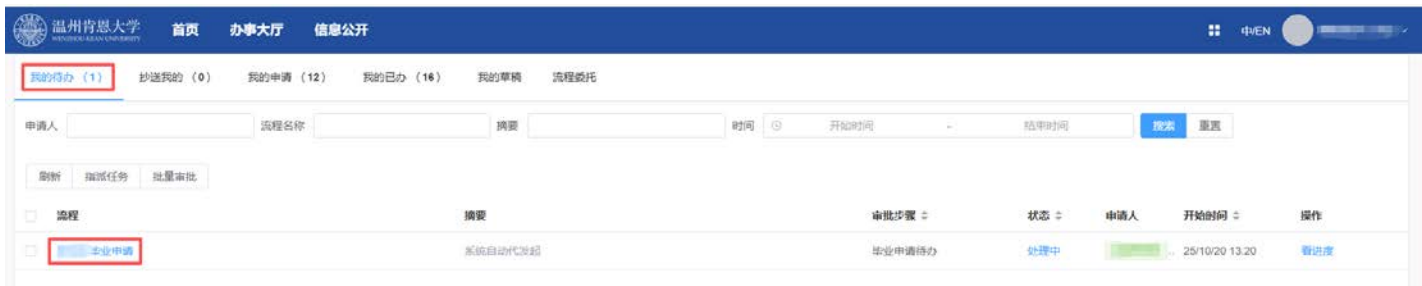 温州肯恩大学 首页 办事大厅 信息公开 中/EN
WENZHOU-KEAN UNIVERSITY
我的待办 (1) 抄送我的 (0) 我的申请 (12) 我的已办 (16) 我的草稿 流程委托
申请人 流程名称 摘要 时间 开始时间 - 结束时间 搜索 重置
刷新 指派任务 批量审批
流程 摘要 审批步骤 状态 申请人 开始时间 操作
毕业申请 系统自动代发起 毕业申请待办 处理中 .. 25/10/20 13:20 看进度